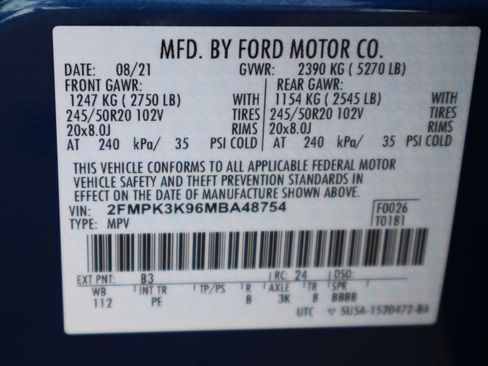 MFD. BY FORD MOTOR CO.
DATE: 08/21 GVWR: 2390 KG (5270 LB)
FRONT GAWR: REAR GAWR:
1247 KG (2750 LB) WITH 1154 KG (2545 LB) WITH
245/50R20 102V TIRES 245/50R20 102V TIRES
20x8.0J RIMS 20x8.0J RIMS
AT 240 kPa/ 35 PSI COLD AT 240 kPa/ 35 PSI COLD
THIS VEHICLE CONFORMS TO ALL APPLICABLE FEDERAL MOTOR
VEHICLE SAFETY AND THEFT PREVENTION STANDARDS IN
EFFECT ON THE DATE OF MANUFACTURE SHOWN ABOVE.
VIN: 2FMPK3K96MBA48754 F0026
TYPE: MPV T0181
EXT PNT: B3 RC: 24 DSO:
WB INT TR TP/PS R AXLE TR SPR
112 PE B 3K 8 BBBB
UTC ▽ 5U5A-1520472-BA